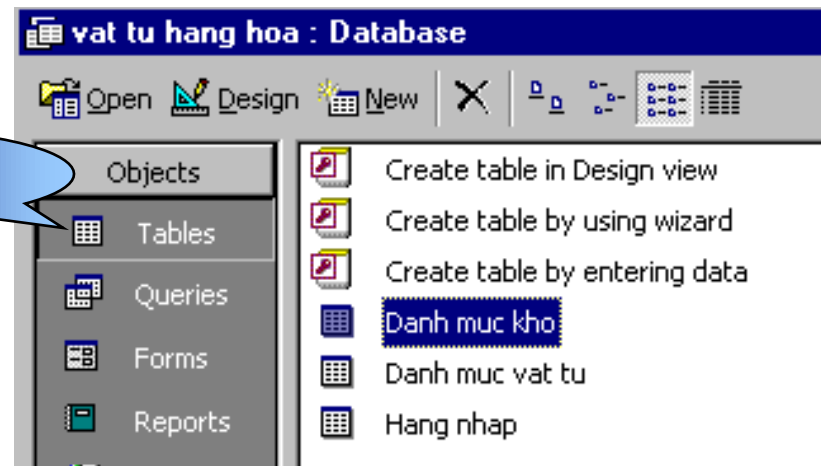 vat tu hang hoa : Database
Open Design New
Objects
Tables
Queries
Forms
Reports
Create table in Design view
Create table by using wizard
Create table by entering data
Danh muc kho
Danh muc vat tu
Hang nhap